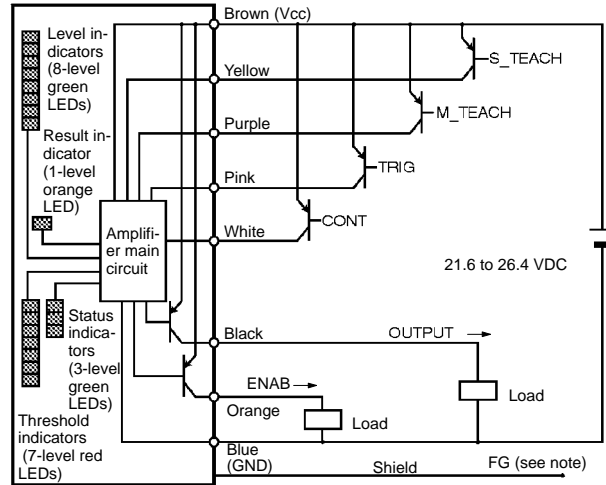 Level in-
dicators
(8-level
green
LEDs)
Result in-
dicator
(1-level
orange
LED)
Amplifi-
er main
circuit
Status
indica-
tors
(3-level
green
LEDs)
Threshold
indicators
(7-level red
LEDs)
Brown (Vcc)
S_TEACH
Yellow
M_TEACH
Purple
TRIG
Pink
CONT
White
21.6 to 26.4 VDC
Black
OUTPUT
Load
ENAB
Orange
Load
Blue
(GND)
Shield
FG (see note)